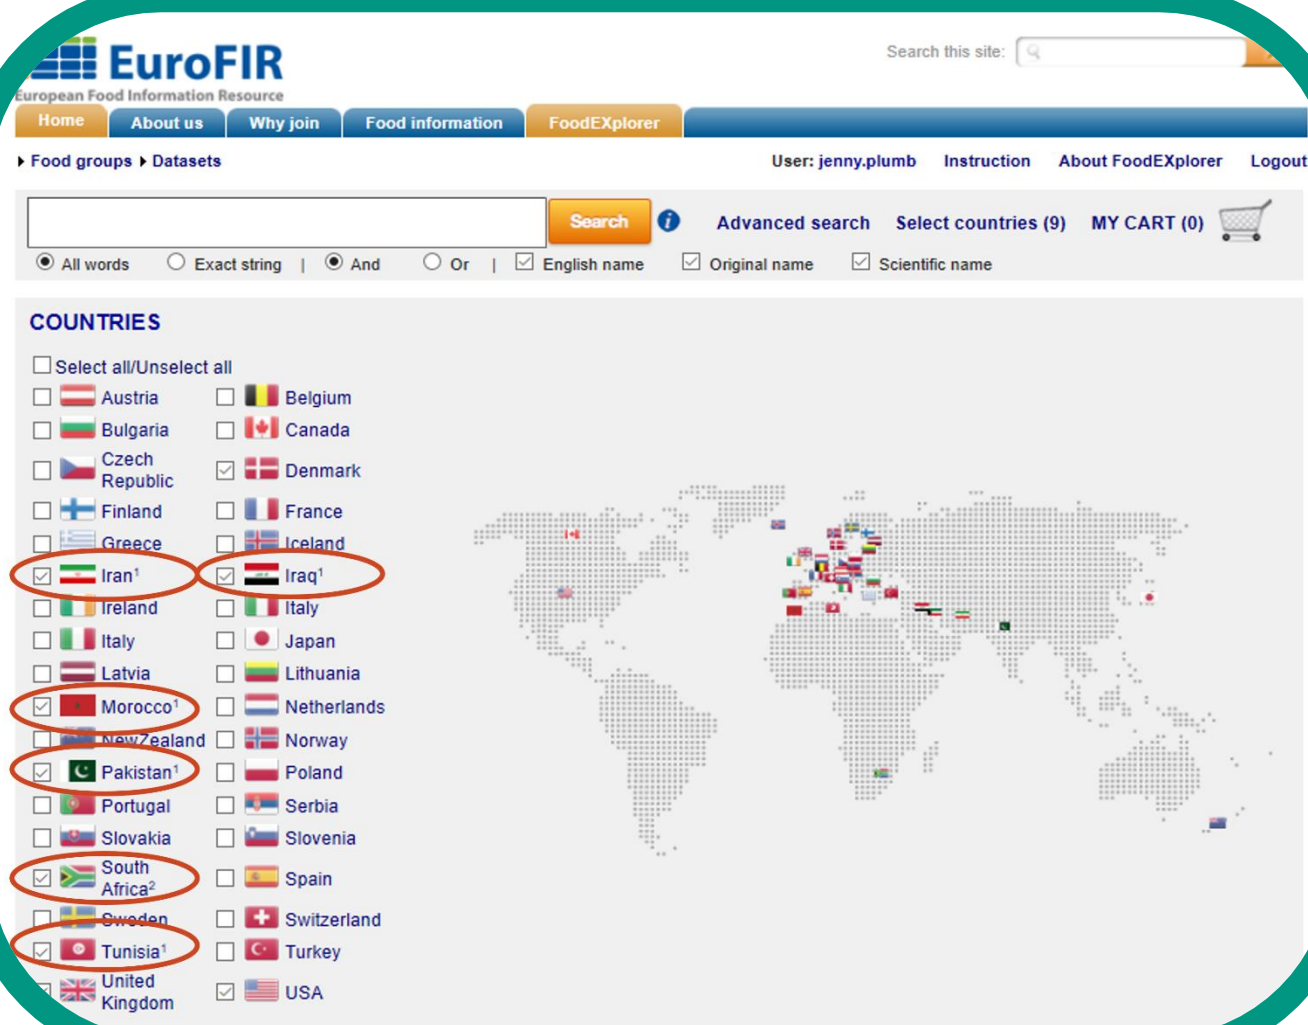 EuroFIR
European Food Information Resource
Search this site:
Home About us Why join Food information FoodEXplorer
Food groups Datasets User: jenny.plumb Instruction About FoodEXplorer Logout
Search Advanced search Select countries (9) MY CART (0)
All words Exact string | And Or | English name Original name Scientific name
COUNTRIES
Select all/Unselect all
Austria Belgium
Bulgaria Canada
Czech
Republic Denmark
Finland France
Greece Iceland
Iran¹ Iraq¹
Ireland Italy
Italy Japan
Latvia Lithuania
Morocco¹ Netherlands
NewZealand Norway
Pakistan¹ Poland
Portugal Serbia
Slovakia Slovenia
South
Africa² Spain
Sweden Switzerland
Tunisia¹ Turkey
United
Kingdom USA